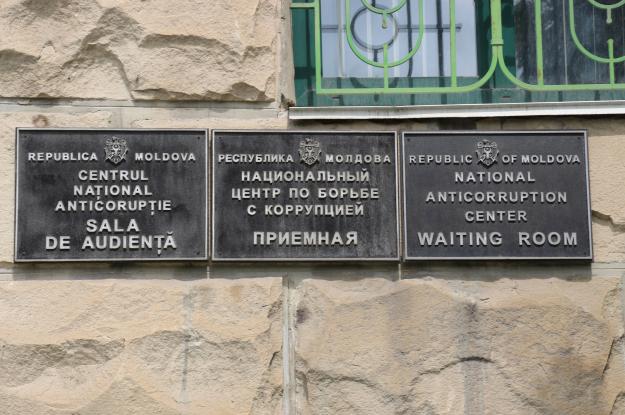 REPUBLICA MOLDOVA
CENTRUL
NAȚIONAL
ANTICORUPȚIE
SALA
DE AUDIENȚĂ
РЕСПУБЛИКА МОЛДОВА
НАЦИОНАЛЬНЫЙ
ЦЕНТР ПО БОРЬБЕ
С КОРРУПЦИЕЙ
ПРИЕМНАЯ
REPUBLIC OF MOLDOVA
NATIONAL
ANTICORRUPTION
CENTER
WAITING ROOM